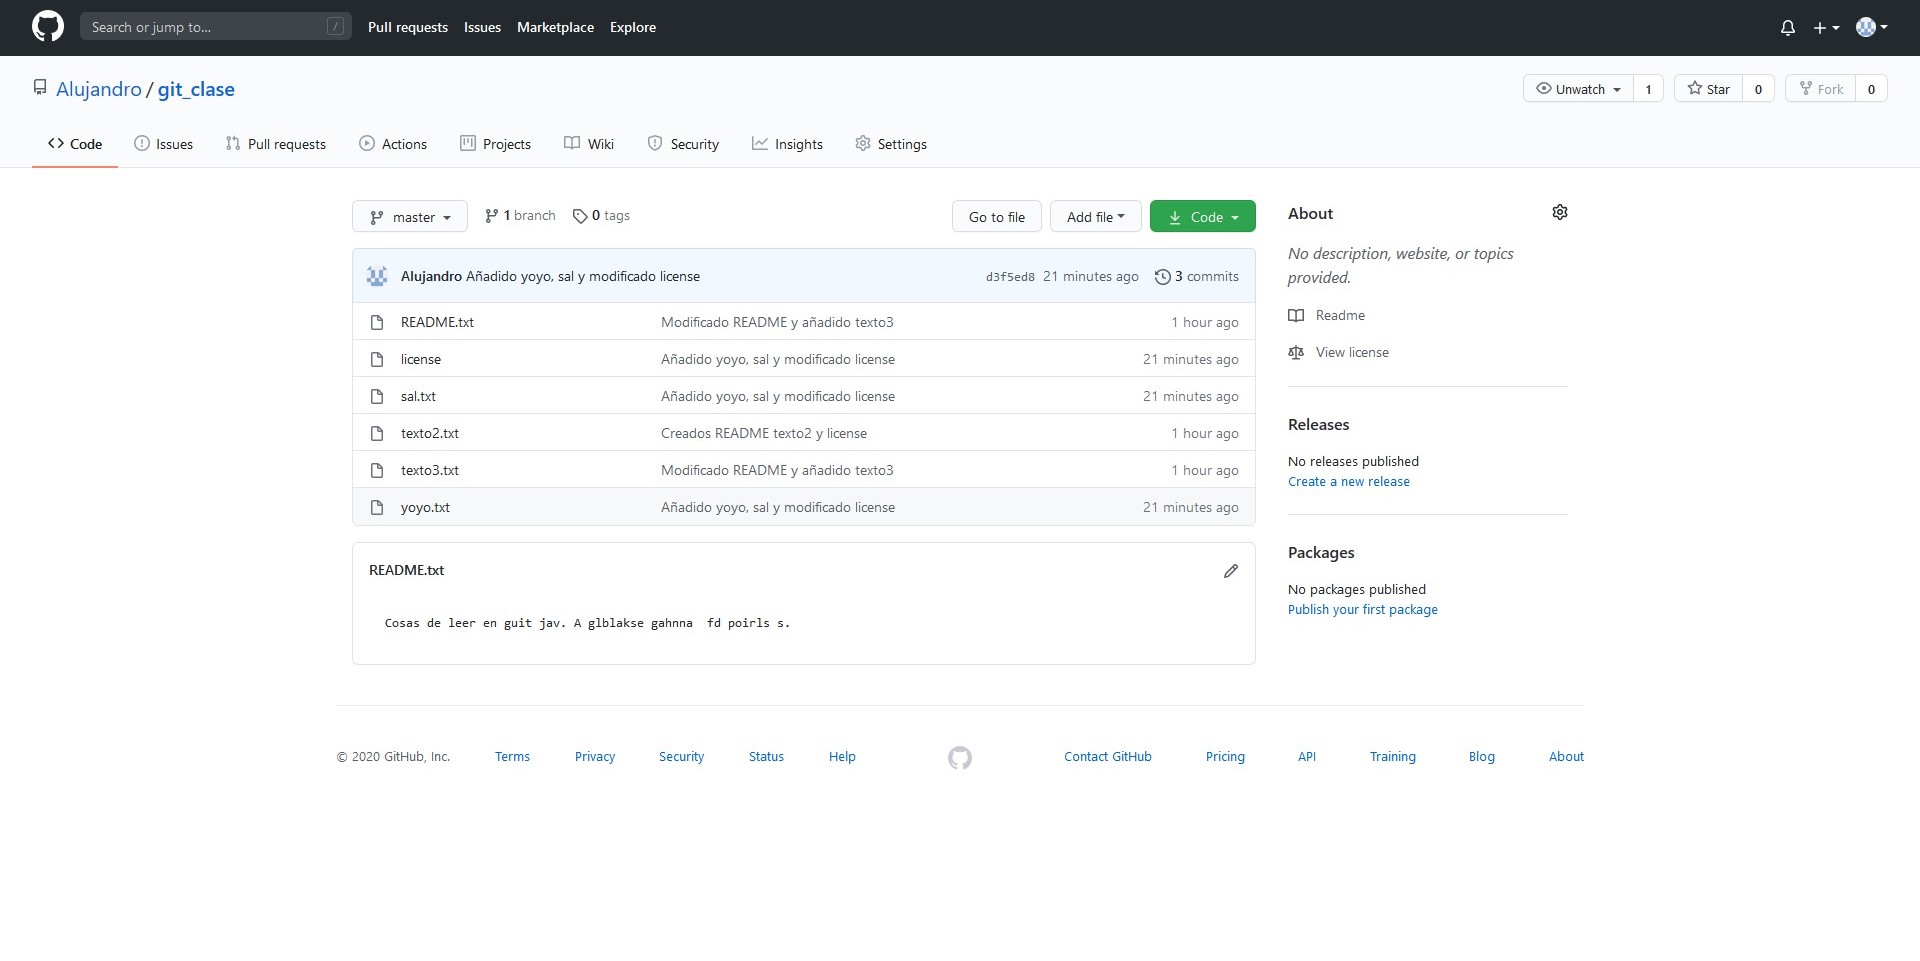 Search or jump to... /
Pull requests Issues Marketplace Explore
Alujandro / git_clase
Unwatch 1 Star 0 Fork 0
Code Issues Pull requests Actions Projects Wiki Security Insights Settings
master 1 branch 0 tags Go to file Add file Code
Alujandro Añadido yoyo, sal y modificado license d3f5ed8 21 minutes ago 3 commits
README.txt Modificado README y añadido texto3 1 hour ago
license Añadido yoyo, sal y modificado license 21 minutes ago
sal.txt Añadido yoyo, sal y modificado license 21 minutes ago
texto2.txt Creados README texto2 y license 1 hour ago
texto3.txt Modificado README y añadido texto3 1 hour ago
yoyo.txt Añadido yoyo, sal y modificado license 21 minutes ago
README.txt
Cosas de leer en guit jav. A glblakse gahnna  fd poirls s.
About
No description, website, or topics
provided.
Readme
View license
Releases
No releases published
Create a new release
Packages
No packages published
Publish your first package
© 2020 GitHub, Inc. Terms Privacy Security Status Help Contact GitHub Pricing API Training Blog About